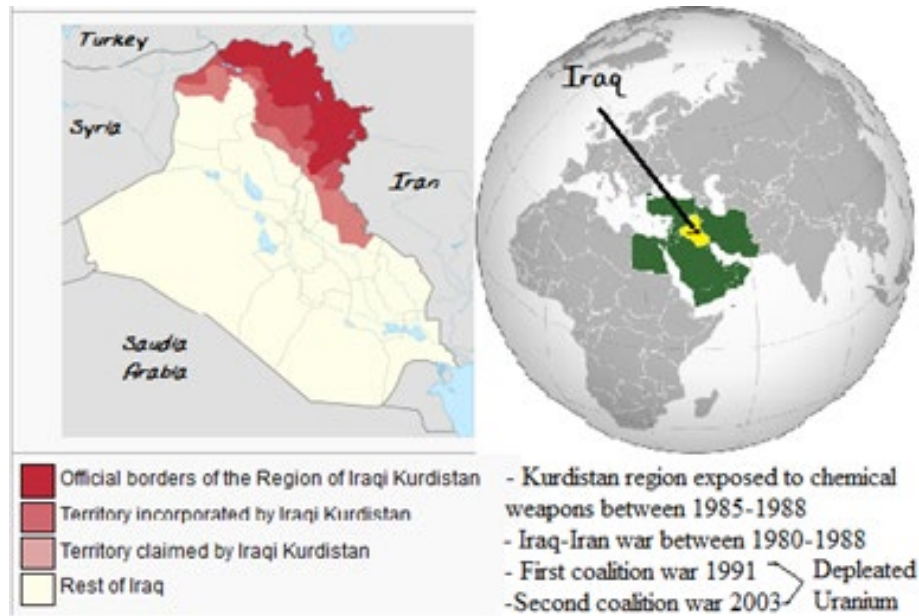 Turkey
Syria
Iran
Saudia
Arabia
Iraq
Official borders of the Region of Iraqi Kurdistan
Territory incorporated by Iraqi Kurdistan
Territory claimed by Iraqi Kurdistan
Rest of Iraq
- Kurdistan region exposed to chemical
weapons between 1985-1988
- Iraq-Iran war between 1980-1988
- First coalition war 1991
-Second coalition war 2003
Depleated
Uranium